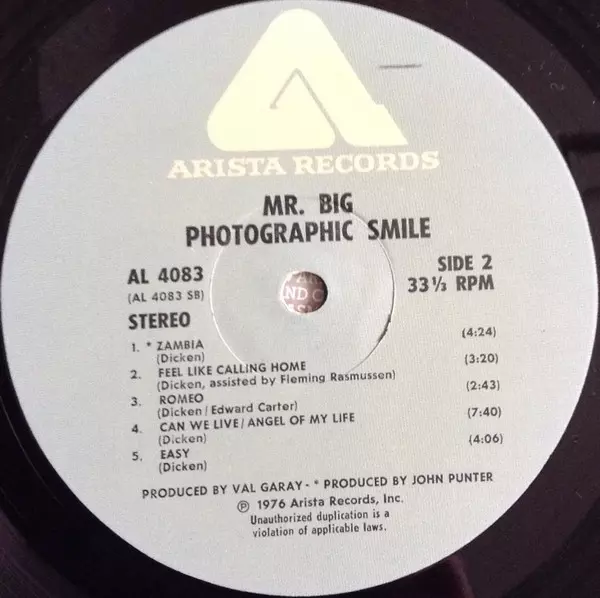 ARISTA RECORDS
MR. BIG
PHOTOGRAPHIC SMILE
AL 4083
(AL 4083 SB)
STEREO
SIDE 2
33 1/3 RPM
1. * ZAMBIA (4:24)
(Dicken)
2. FEEL LIKE CALLING HOME (3:20)
(Dicken, assisted by Fleming Rasmussen)
3. ROMEO (2:43)
(Dicken/Edward Carter)
4. CAN WE LIVE/ANGEL OF MY LIFE (7:40)
(Dicken)
5. EASY (4:06)
(Dicken)
PRODUCED BY VAL GARAY - * PRODUCED BY JOHN PUNTER
℗ 1976 Arista Records, Inc.
Unauthorized duplication is a
violation of applicable laws.